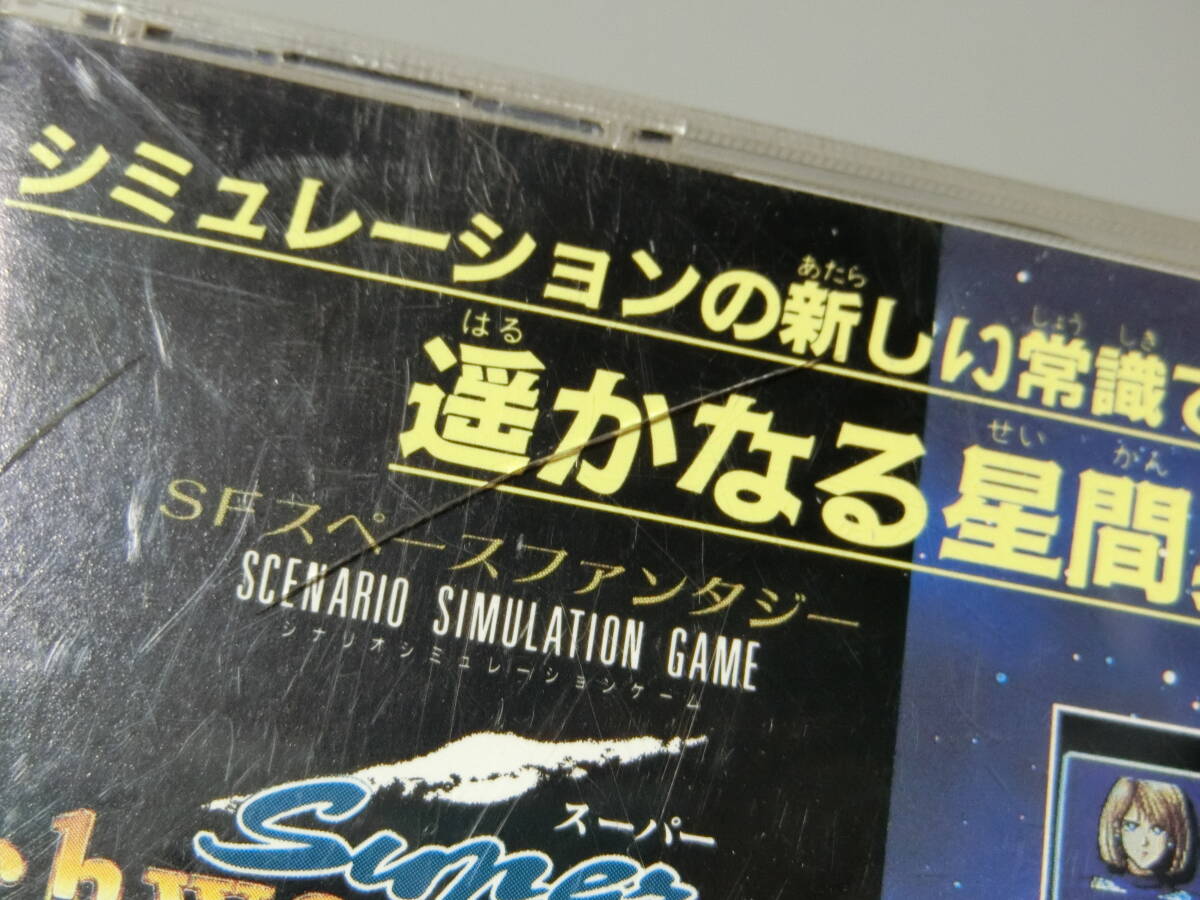 シミュレーションの新しい常識
あたら しょう しき
はる
遥かなる星間
せい かん
SFスペースファンタジー
SCENARIO SIMULATION GAME
シナリオシミュレーションゲーム
スーパー
Super